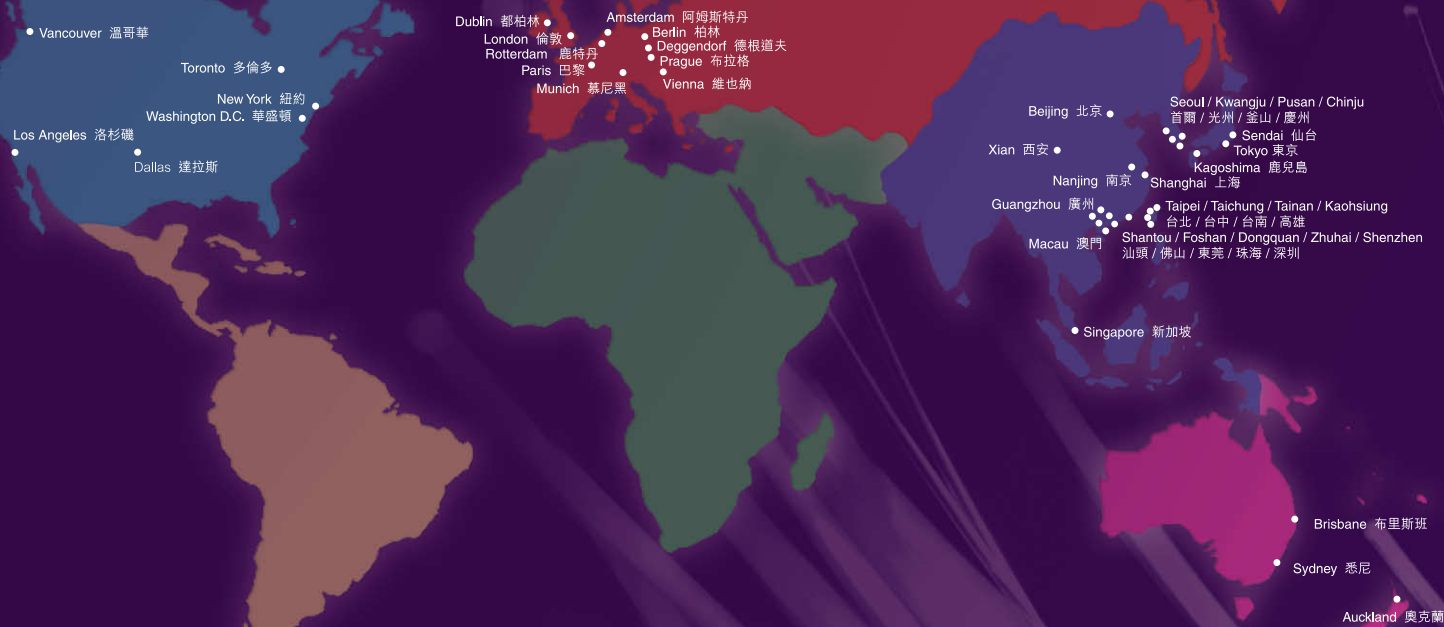 Vancouver 溫哥華
Toronto 多倫多
New York 紐約
Washington D.C. 華盛頓
Los Angeles 洛杉磯
Dallas 達拉斯
Dublin 都柏林
London 倫敦
Rotterdam 鹿特丹
Paris 巴黎
Munich 慕尼黑
Amsterdam 阿姆斯特丹
Berlin 柏林
Deggendorf 德根道夫
Prague 布拉格
Vienna 維也納
Beijing 北京
Xian 西安
Nanjing 南京
Shanghai 上海
Guangzhou 廣州
Macau 澳門
Seoul / Kwangju / Pusan / Chinju
首爾 / 光州 / 釜山 / 慶州
Sendai 仙台
Tokyo 東京
Kagoshima 鹿兒島
Taipei / Taichung / Tainan / Kaohsiung
台北 / 台中 / 台南 / 高雄
Shantou / Foshan / Dongquan / Zhuhai / Shenzhen
汕頭 / 佛山 / 東莞 / 珠海 / 深圳
Singapore 新加坡
Brisbane 布里斯班
Sydney 悉尼
Auckland 奧克蘭